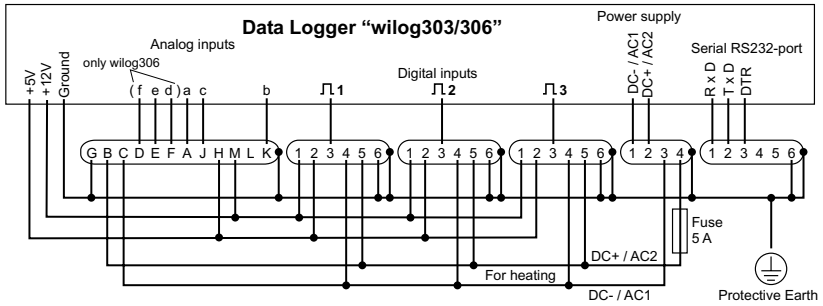 Data Logger “wilog303/306”
Power supply
Analog inputs
only wilog306
Digital inputs
Serial RS232-port
+5V
+12V
Ground
( f e d ) a c b
1
2
3
DC- / AC1
DC+ / AC2
R x D
T x D
DTR
G B C D E F A J H M L K
1 2 3 4 5 6
1 2 3 4 5 6
1 2 3 4 5 6
1 2 3 4
1 2 3 4 5 6
Fuse
5 A
DC+ / AC2
For heating
DC- / AC1
Protective Earth